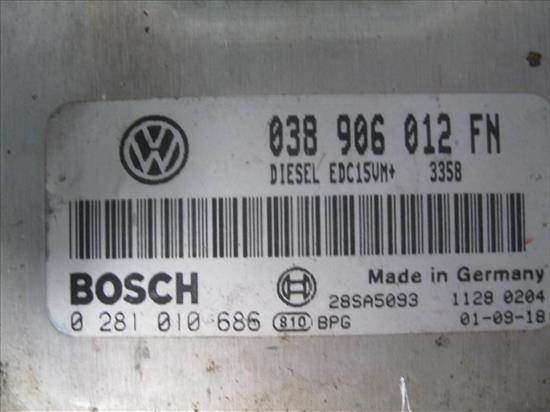 038 906 012 FN
DIESEL EDC15VM+ 3358
BOSCH
Made in Germany
28SA5093 1128 0204
0 281 010 686 810 BPG 01-09-18